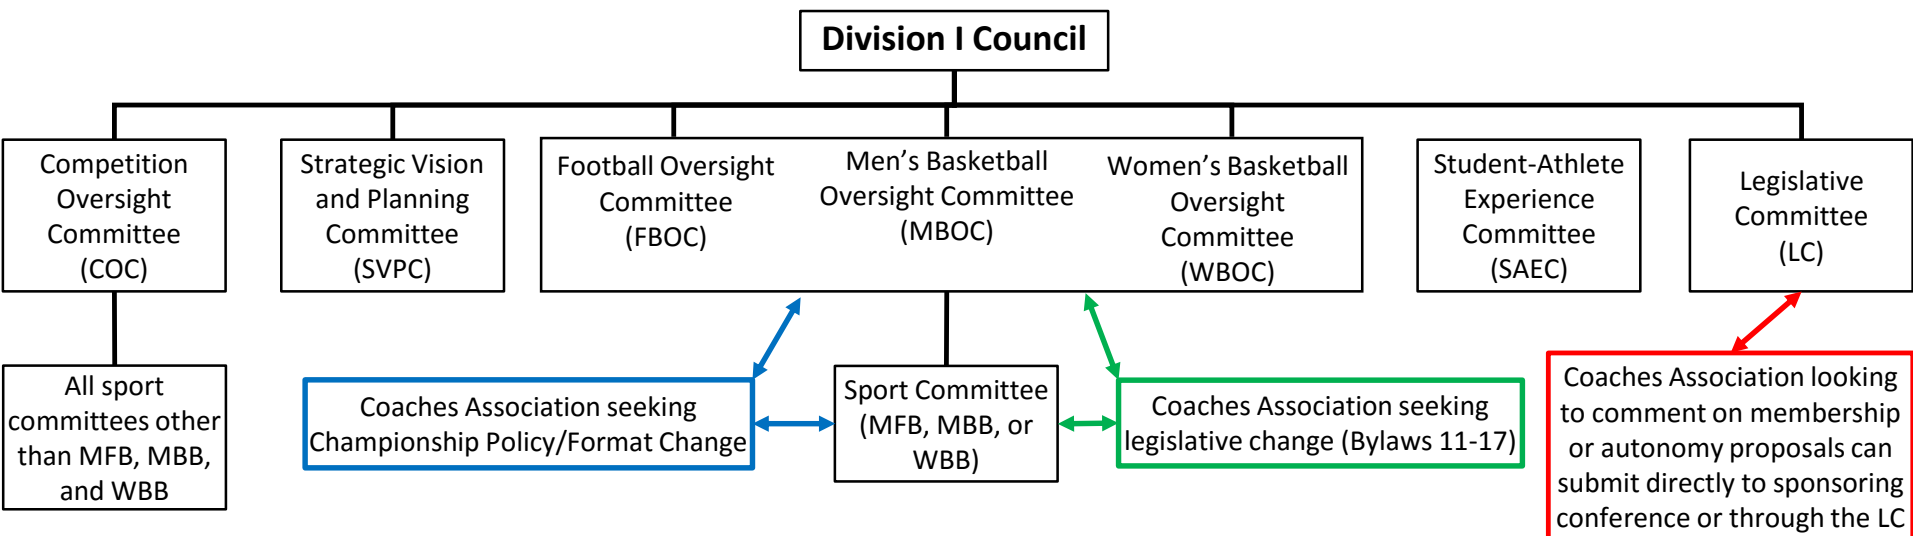 Division I Council
Competition
Oversight
Committee
(COC)
Strategic Vision
and Planning
Committee
(SVPC)
Football Oversight
Committee
(FBOC)
Men’s Basketball
Oversight Committee
(MBOC)
Women’s Basketball
Oversight
Committee
(WBOC)
Student-Athlete
Experience
Committee
(SAEC)
Legislative
Committee
(LC)
All sport
committees other
than MFB, MBB,
and WBB
Coaches Association seeking
Championship Policy/Format Change
Sport Committee
(MFB, MBB, or
WBB)
Coaches Association seeking
legislative change (Bylaws 11-17)
Coaches Association looking
to comment on membership
or autonomy proposals can
submit directly to sponsoring
conference or through the LC